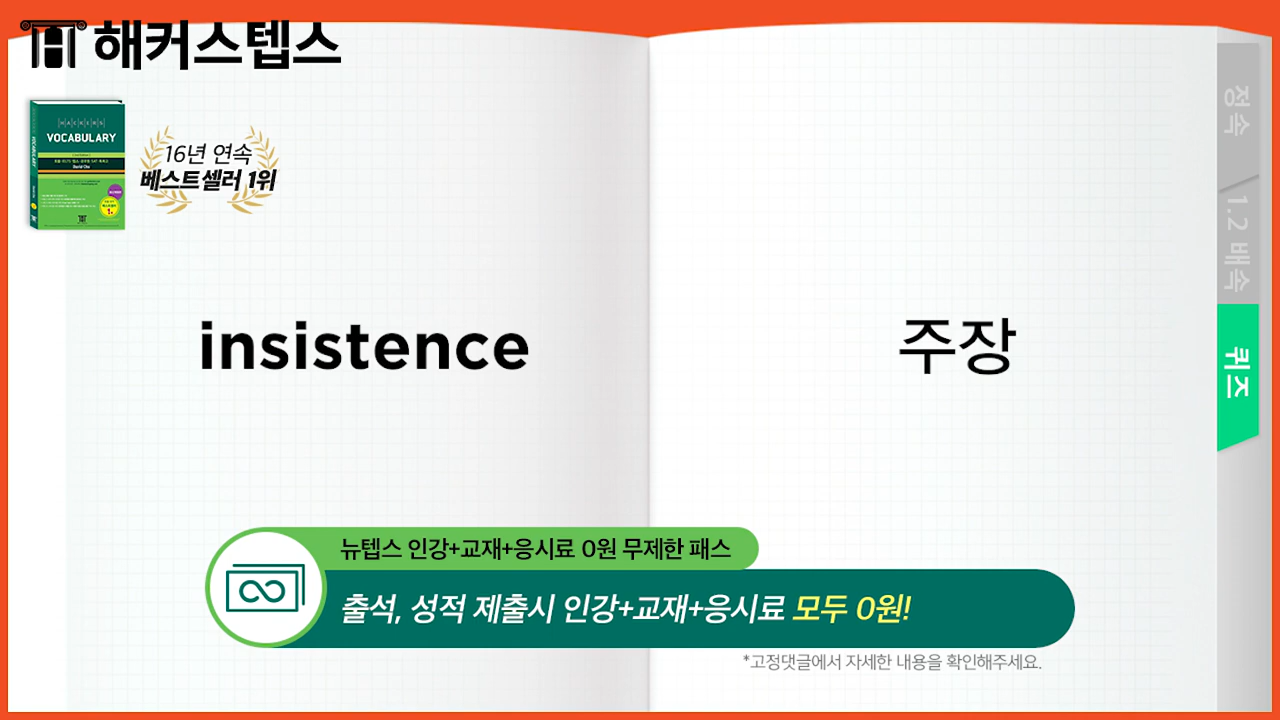 해커스텝스
HACKERS
VOCABULARY
16년 연속
베스트셀러 1위
정속
1.2 배속
퀴즈
insistence
주장
뉴텝스 인강+교재+응시료 0원 무제한 패스
출석, 성적 제출시 인강+교재+응시료 모두 0원!
*고정댓글에서 자세한 내용을 확인해주세요.